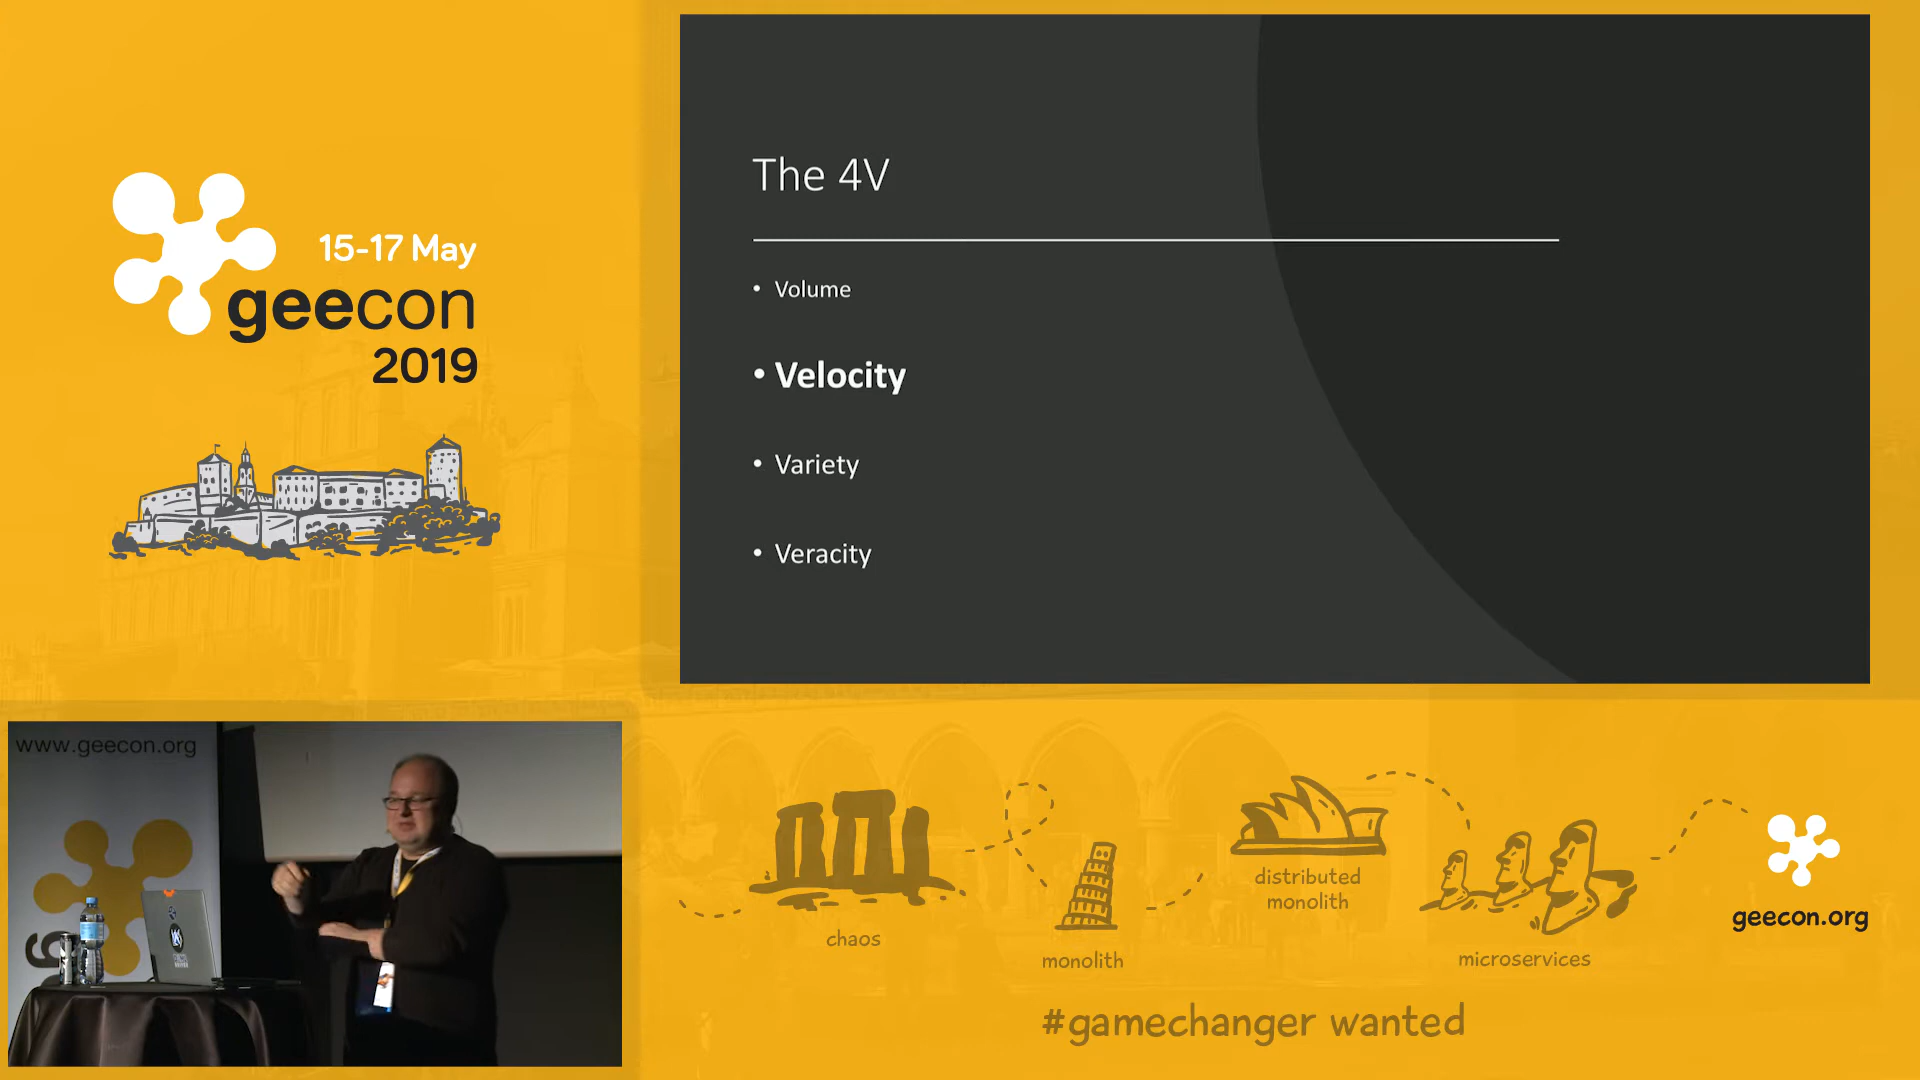 15-17 May
geecon
2019
The 4V
• Volume
• Velocity
• Variety
• Veracity
www.geecon.org
chaos
monolith
distributed
monolith
microservices
geecon.org
#gamechanger wanted